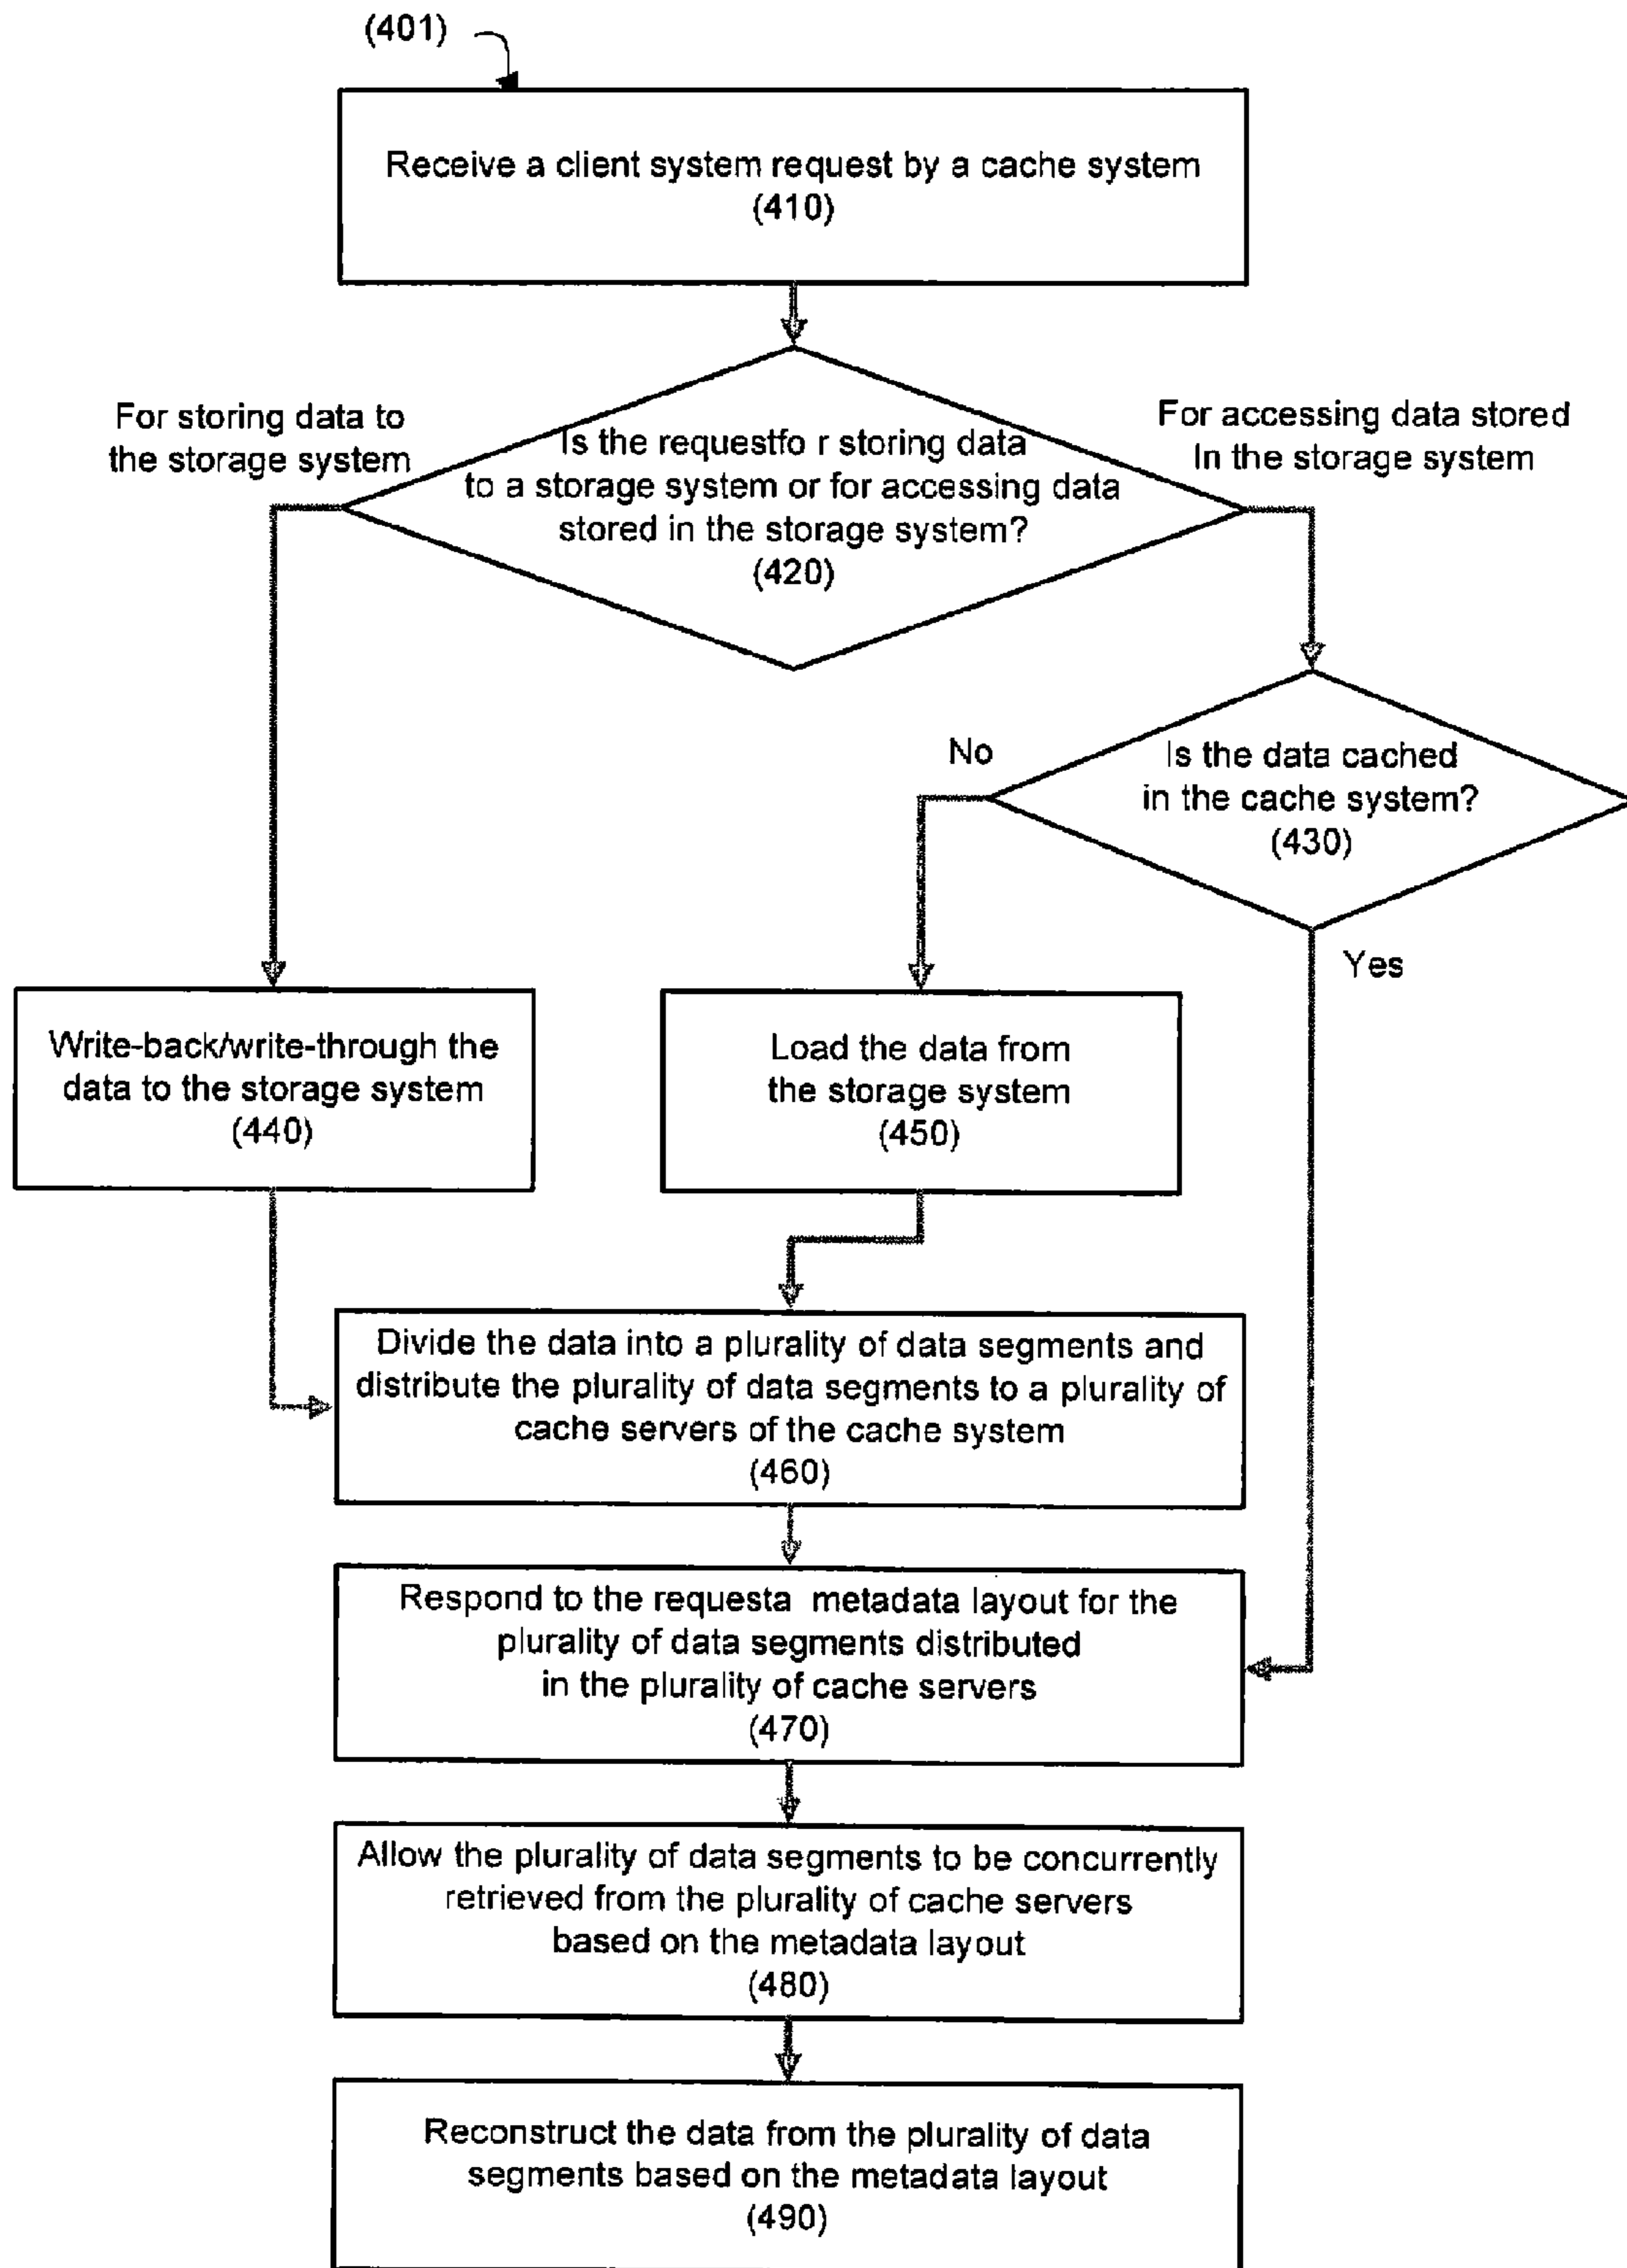 (401)
Receive a client system request by a cache system
(410)
For storing data to
the storage system
Is the requestfo r storing data
to a storage system or for accessing data
stored in the storage system?
(420)
For accessing data stored
In the storage system
No
Is the data cached
in the cache system?
(430)
Yes
Write-back/write-through the
data to the storage system
(440)
Load the data from
the storage system
(450)
Divide the data into a plurality of data segments and
distribute the plurality of data segments to a plurality of
cache servers of the cache system
(460)
Respond to the requesta metadata layout for the
plurality of data segments distributed
in the plurality of cache servers
(470)
Allow the plurality of data segments to be concurrently
retrieved from the plurality of cache servers
based on the metadata layout
(480)
Reconstruct the data from the plurality of data
segments based on the metadata layout
(490)